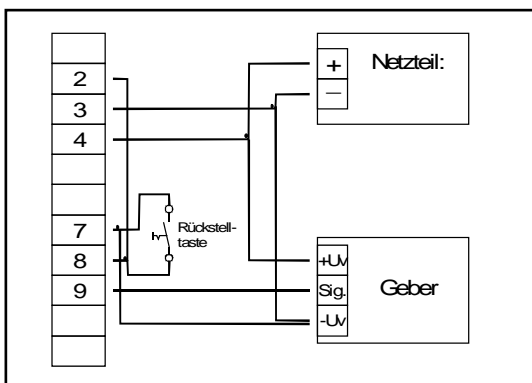 2
3
4
7
8
9
Rückstell-
taste
+
−
Netzteil:
+Uv
Sig.
-Uv
Geber